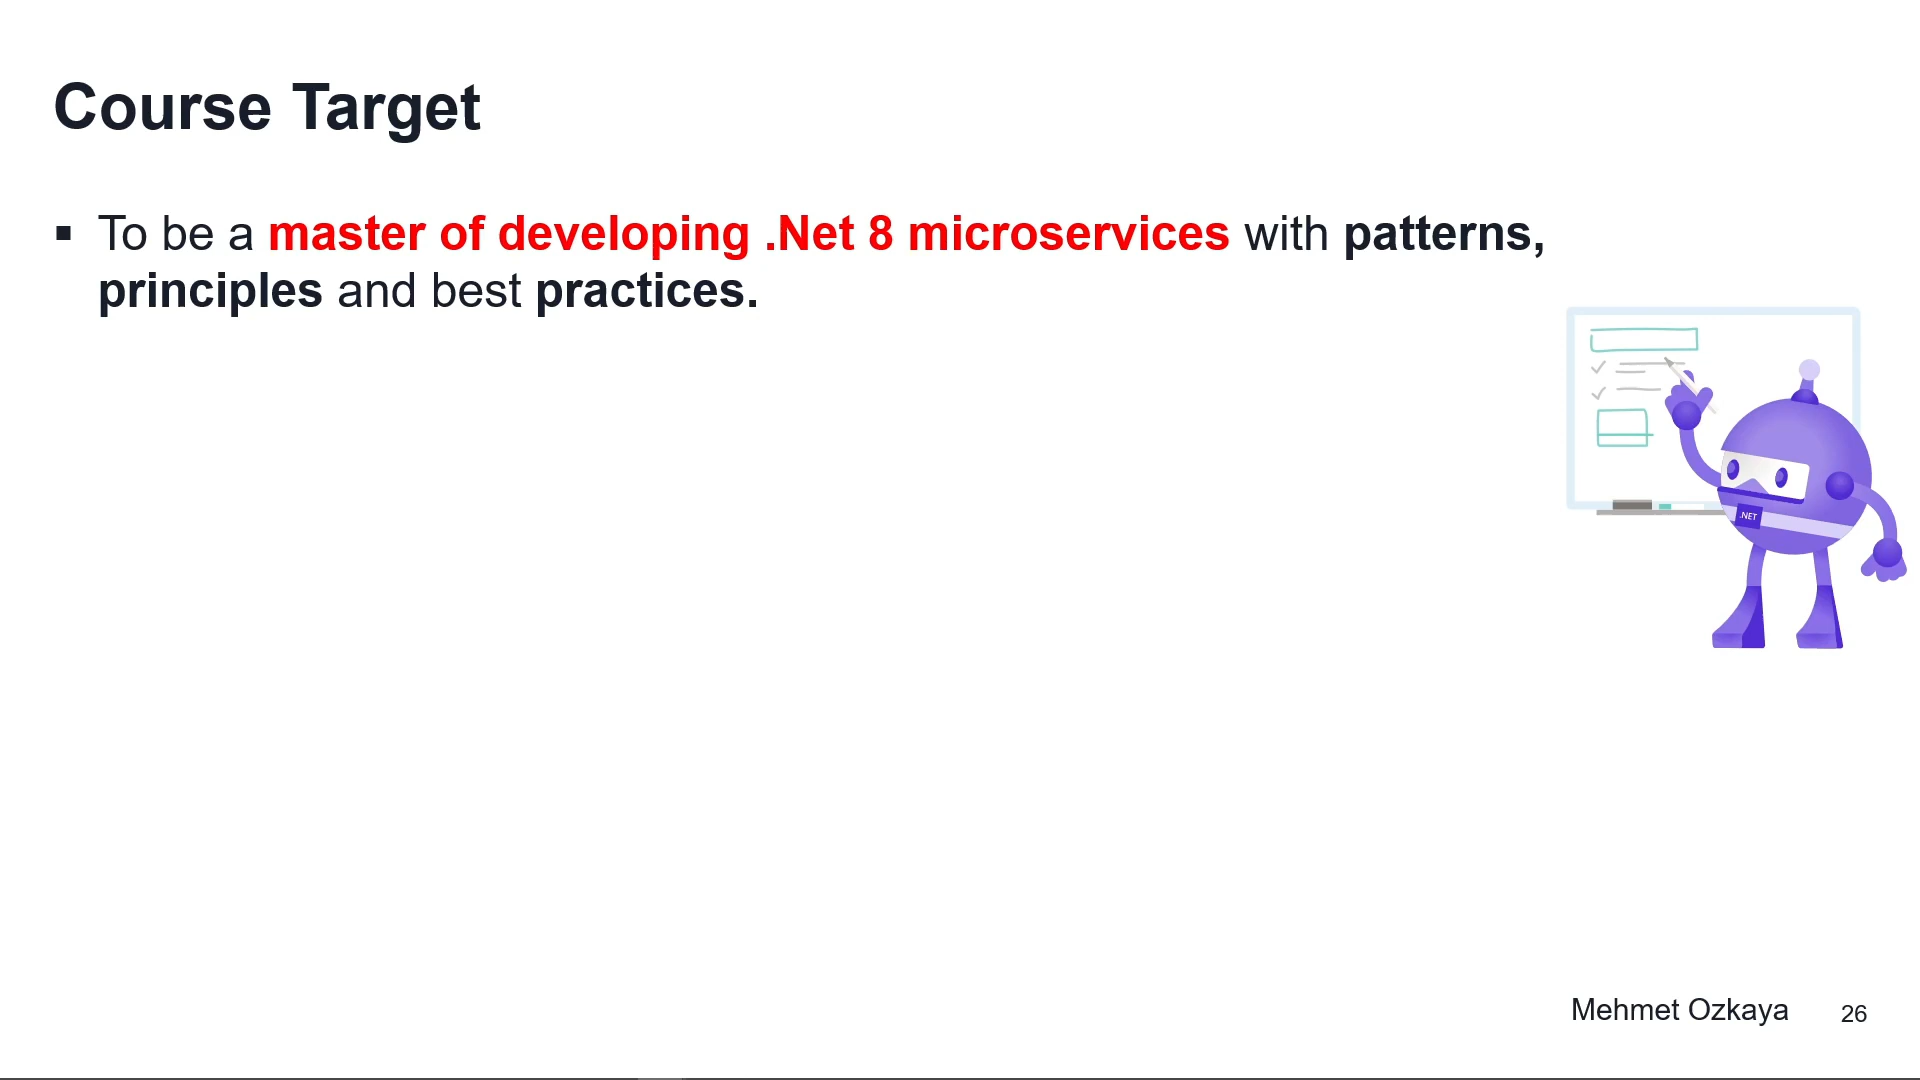 Course Target
▪ To be a master of developing .Net 8 microservices with patterns,
principles and best practices.
.NET
Mehmet Ozkaya 26